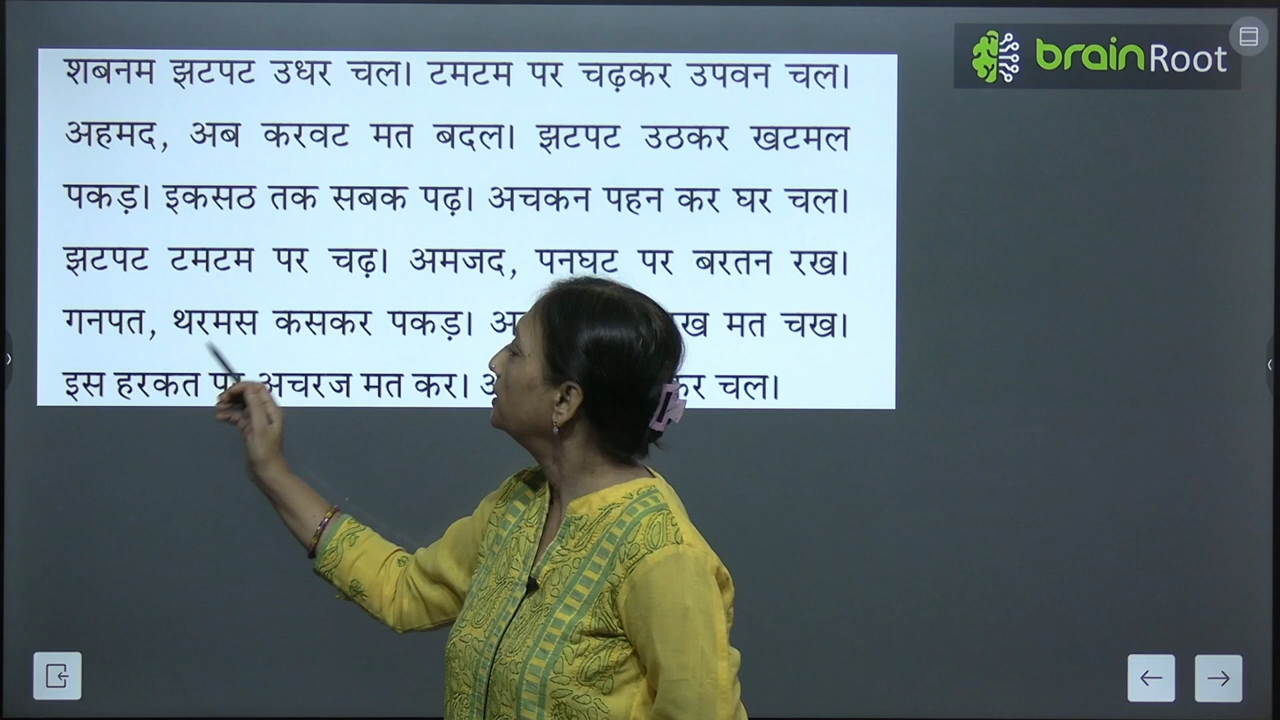 brainRoot
शबनम झटपट उधर चल। टमटम पर चढ़कर उपवन चल।
अहमद, अब करवट मत बदल। झटपट उठकर खटमल
पकड़। इकसठ तक सबक पढ़। अचकन पहन कर घर चल।
झटपट टमटम पर चढ़। अमजद, पनघट पर बरतन रख।
गनपत, थरमस कसकर पकड़। मत चख।
इस हरकत पर अचरज मत कर। चल।